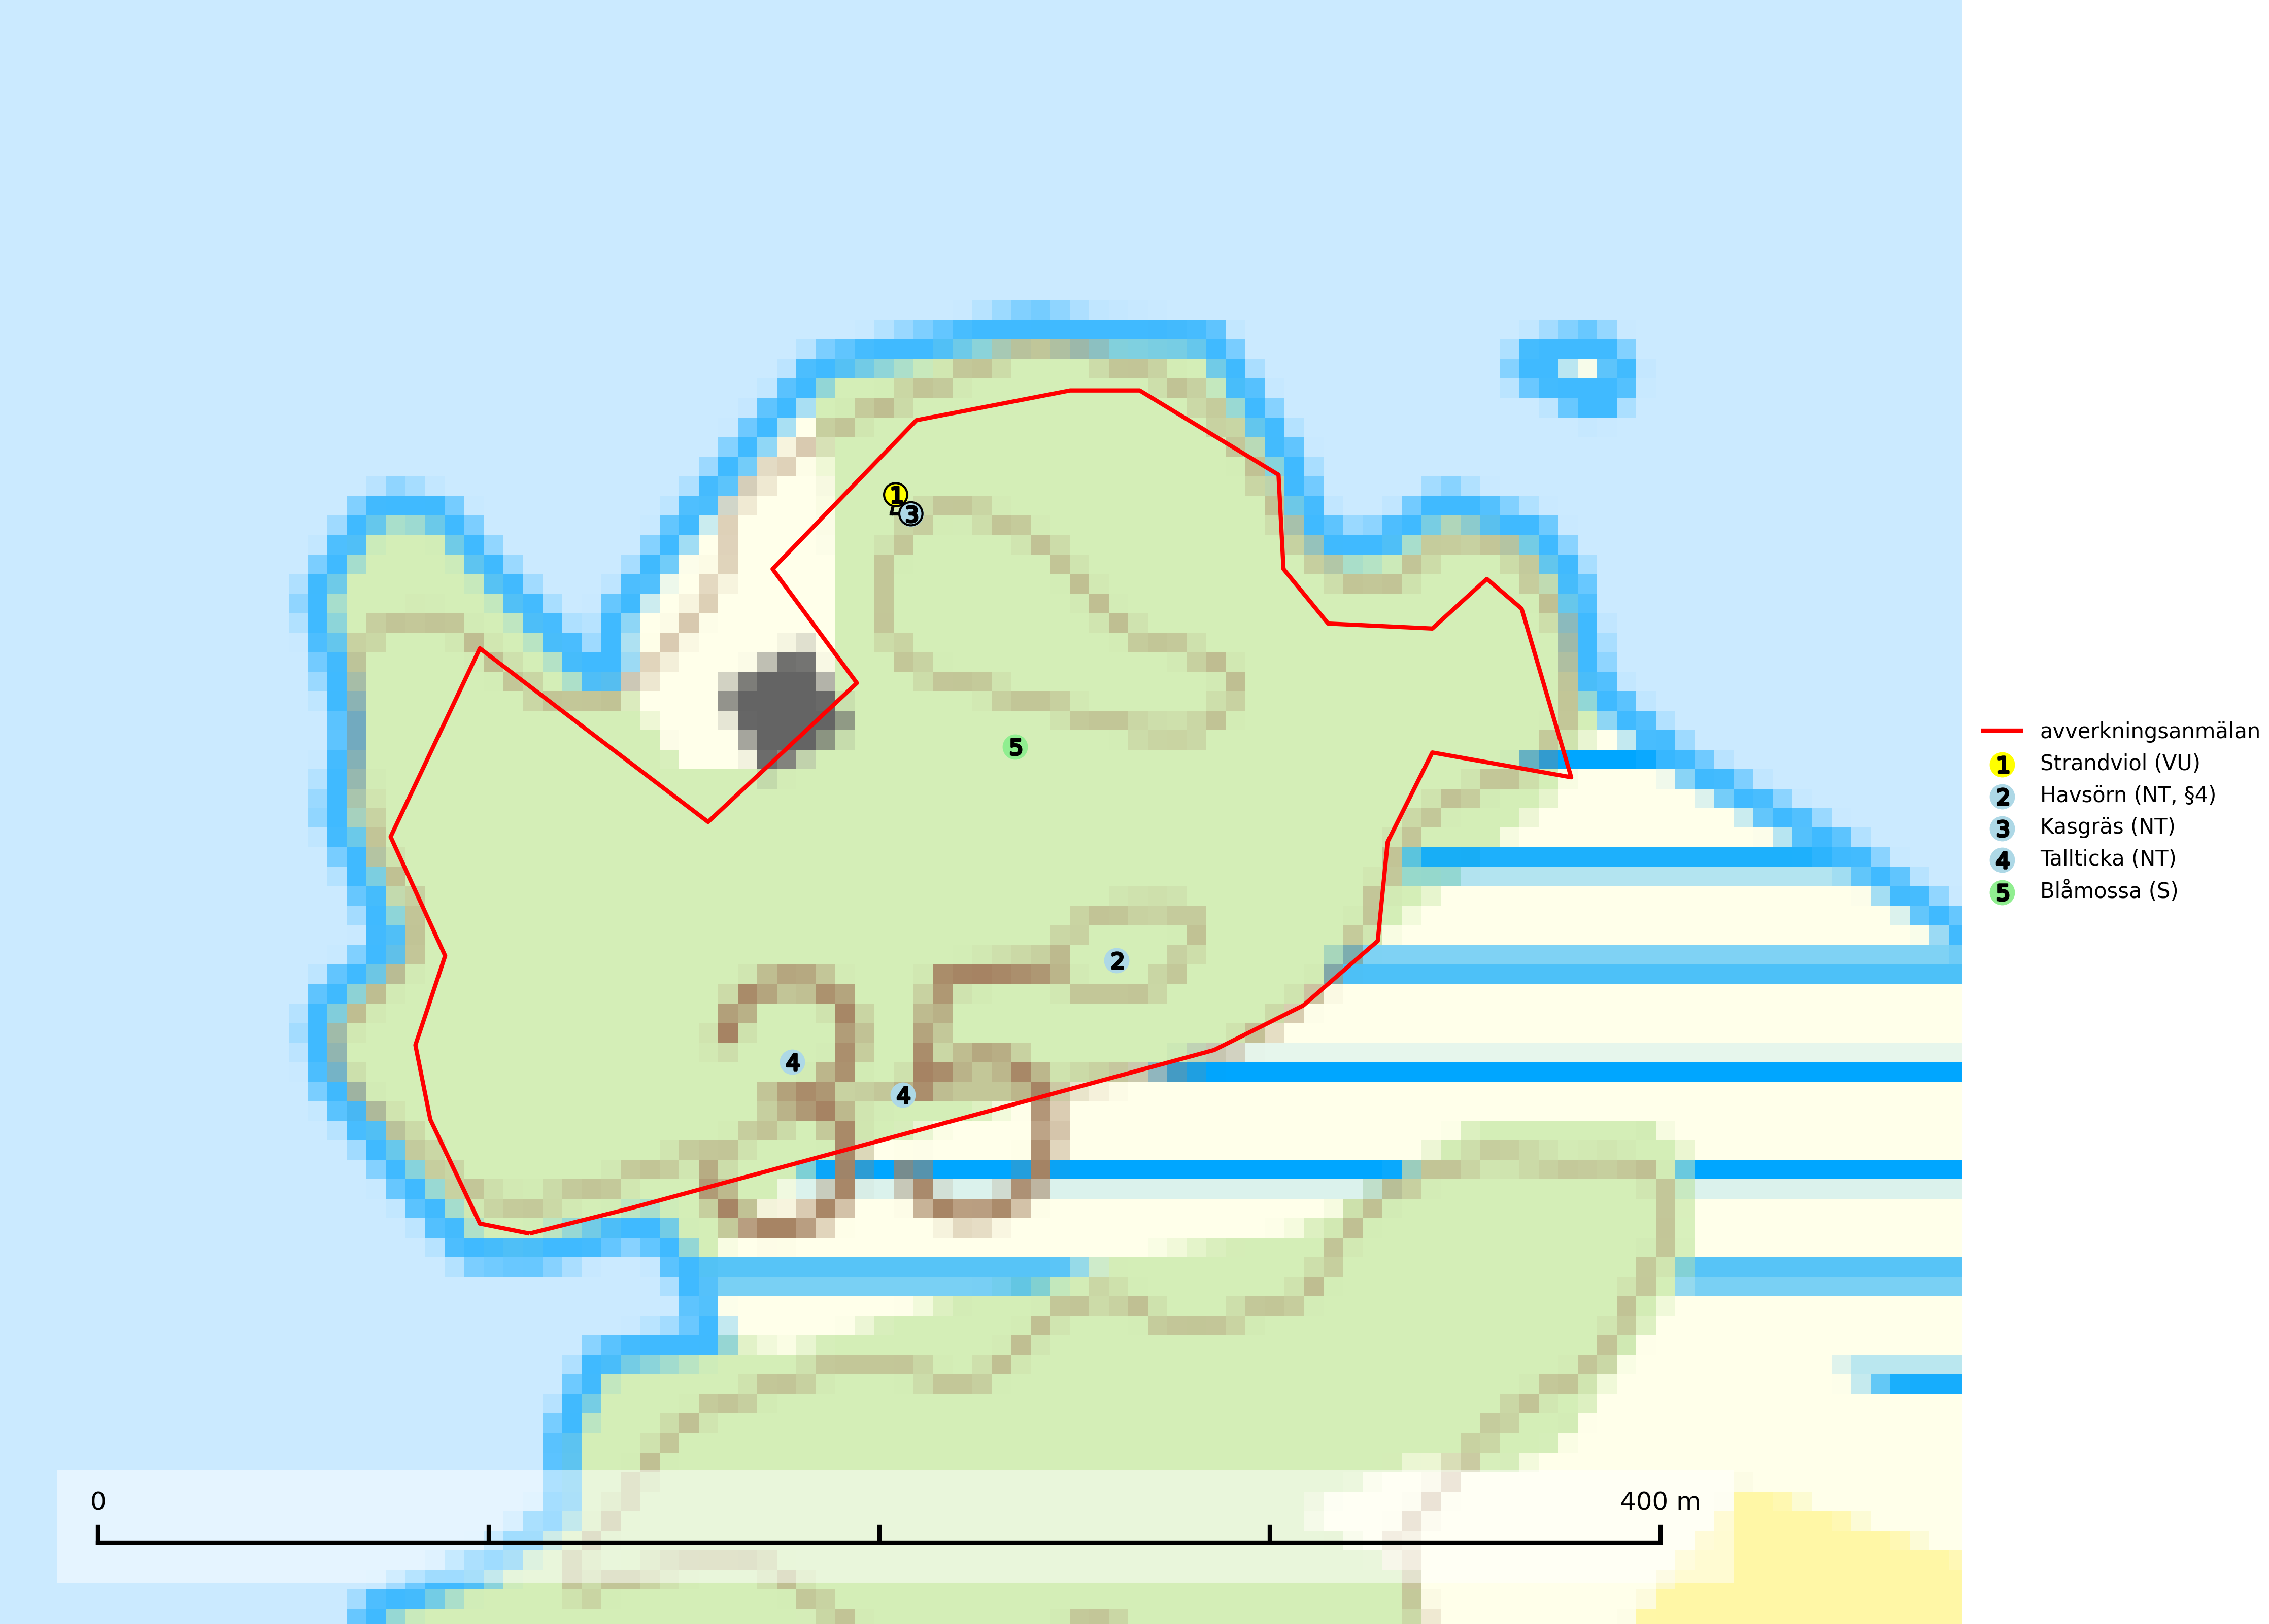 1
3
5
2
4
4
avverkningsanmälan
1 Strandviol (VU)
2 Havsörn (NT, §4)
3 Kasgräs (NT)
4 Tallticka (NT)
5 Blåmossa (S)
0 400 m